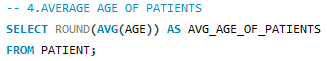 -- 4.AVERAGE AGE OF PATIENTS
SELECT ROUND(AVG(AGE)) AS AVG_AGE_OF_PATIENTS
FROM PATIENT;